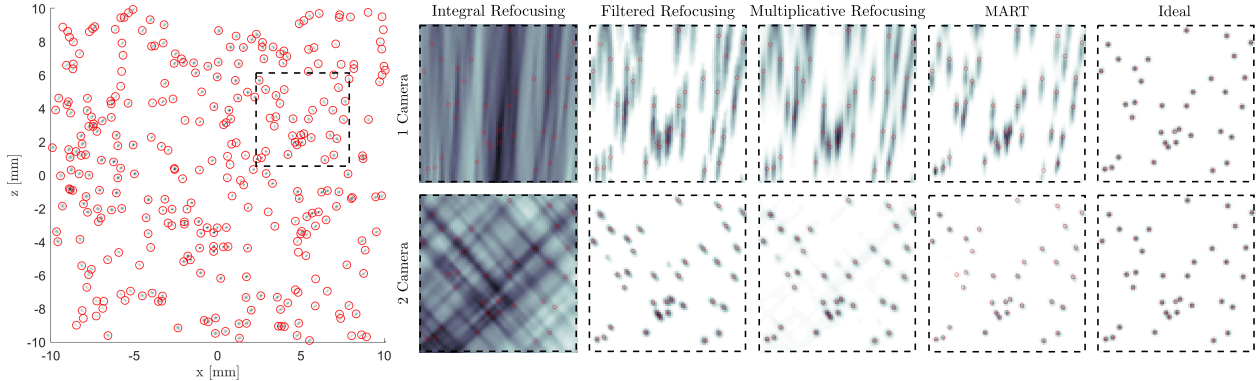 Integral Refocusing Filtered Refocusing Multiplicative Refocusing MART Ideal
1 Camera
2 Camera
10
8
6
4
2
0
-2
-4
-6
-8
-10
z [mm]
-10 -5 0 5 10
x [mm]